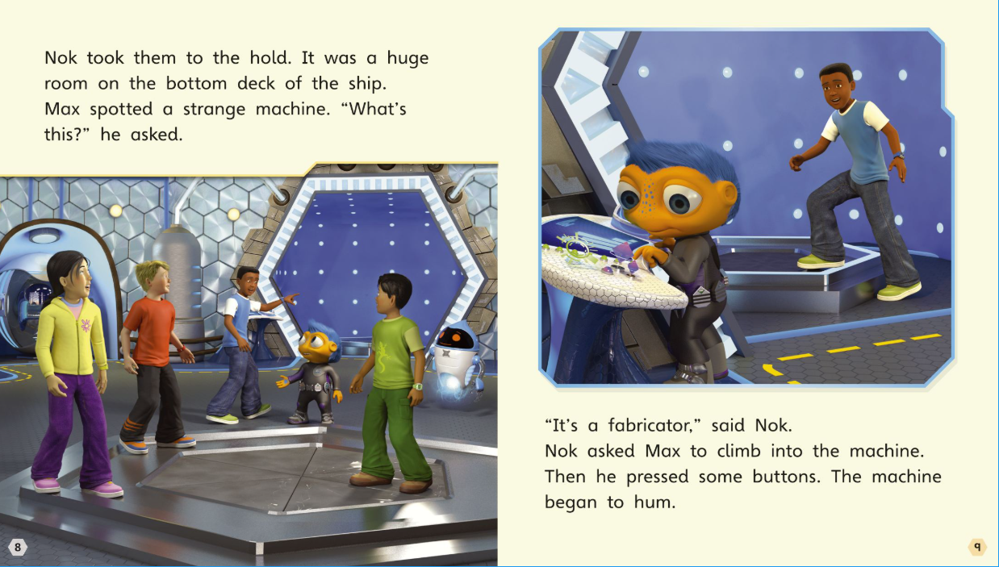 Nok took them to the hold. It was a huge
room on the bottom deck of the ship.
Max spotted a strange machine. “What’s
this?” he asked.
8
“It’s a fabricator,” said Nok.
Nok asked Max to climb into the machine.
Then he pressed some buttons. The machine
began to hum.
9